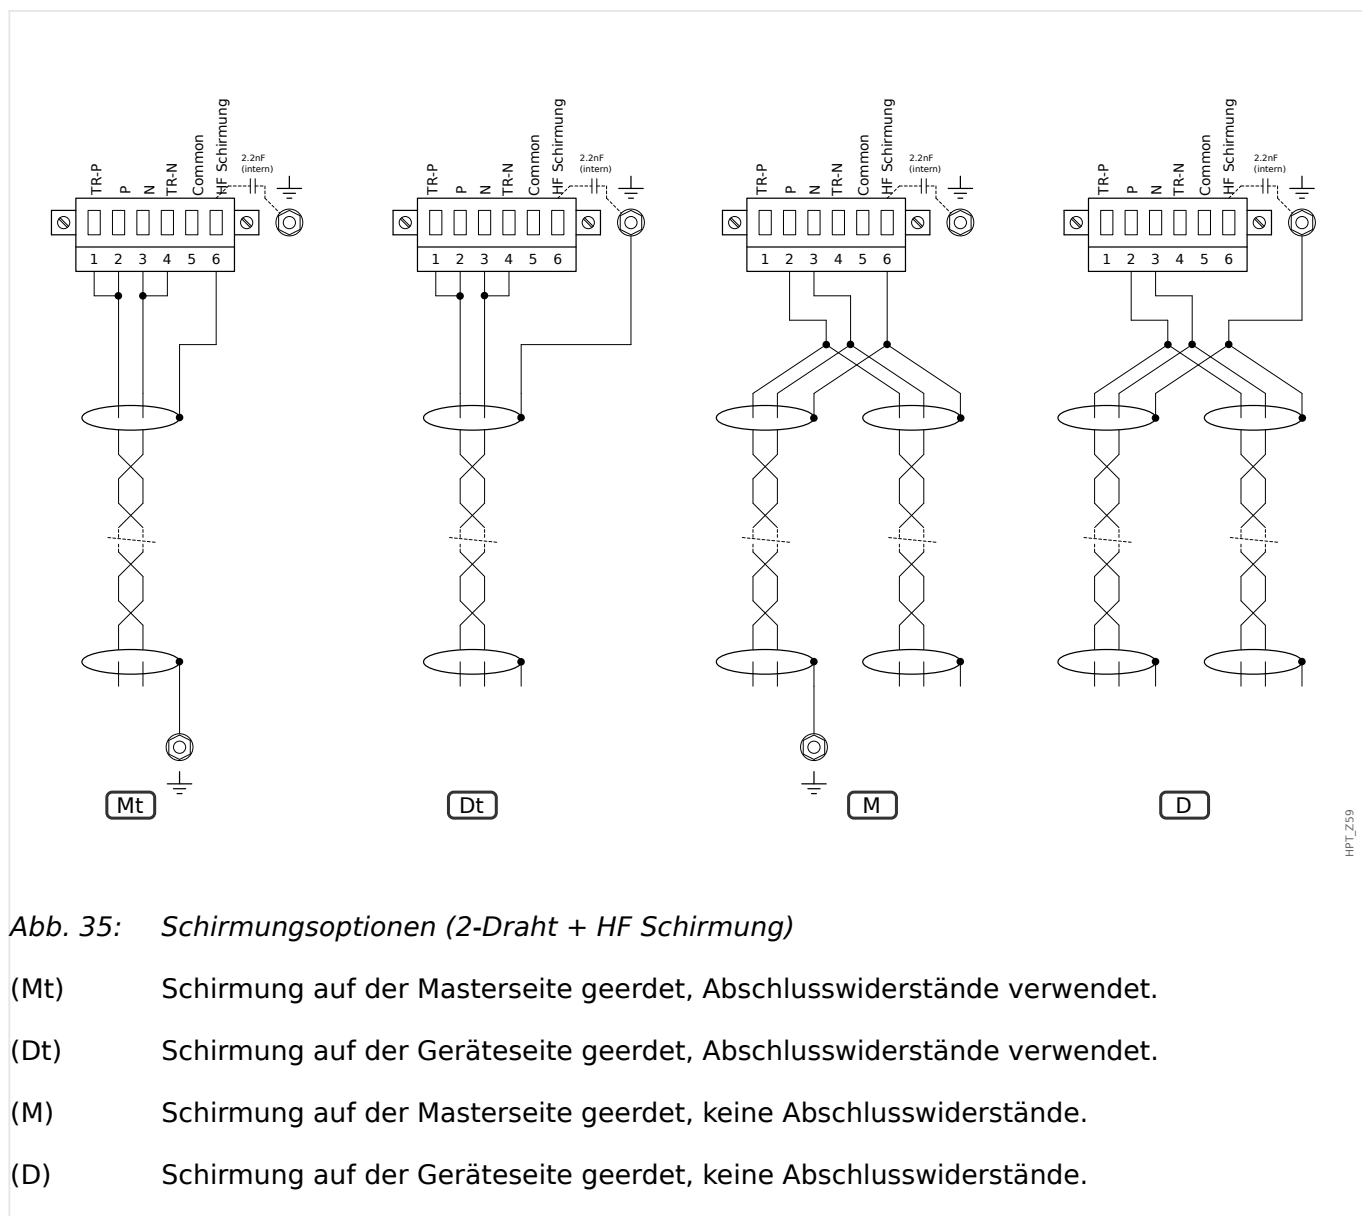 TR-P P N TR-N Common HF Schirmung 2.2nF (intern)
TR-P P N TR-N Common HF Schirmung 2.2nF (intern)
TR-P P N TR-N Common HF Schirmung 2.2nF (intern)
TR-P P N TR-N Common HF Schirmung 2.2nF (intern)
1 2 3 4 5 6
1 2 3 4 5 6
1 2 3 4 5 6
1 2 3 4 5 6
Mt
Dt
M
D
HPT_Z59
Abb. 35: Schirmungsoptionen (2-Draht + HF Schirmung)
(Mt) Schirmung auf der Masterseite geerdet, Abschlusswiderstände verwendet.
(Dt) Schirmung auf der Geräteseite geerdet, Abschlusswiderstände verwendet.
(M) Schirmung auf der Masterseite geerdet, keine Abschlusswiderstände.
(D) Schirmung auf der Geräteseite geerdet, keine Abschlusswiderstände.